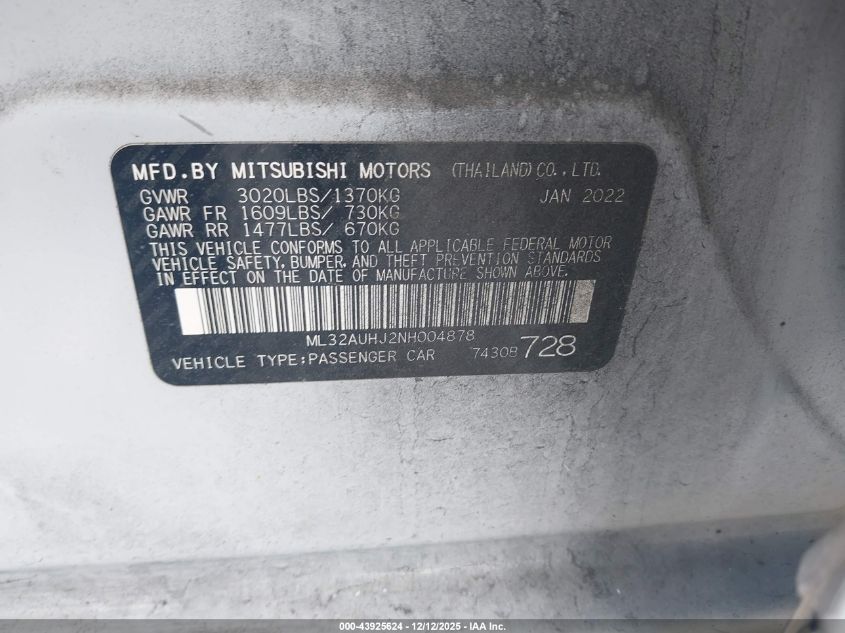 MFD.BY MITSUBISHI MOTORS (THAILAND)CO.,LTD.
GVWR 3020LBS/1370KG JAN 2022
GAWR FR 1609LBS/ 730KG
GAWR RR 1477LBS/ 670KG
THIS VEHICLE CONFORMS TO ALL APPLICABLE FEDERAL MOTOR
VEHICLE SAFETY, BUMPER, AND THEFT PREVENTION STANDARDS
IN EFFECT ON THE DATE OF MANUFACTURE SHOWN ABOVE.
ML32AUHJ2NH004878
VEHICLE TYPE:PASSENGER CAR 7430B 728
000-43925624 - 12/12/2025 - IAA Inc.